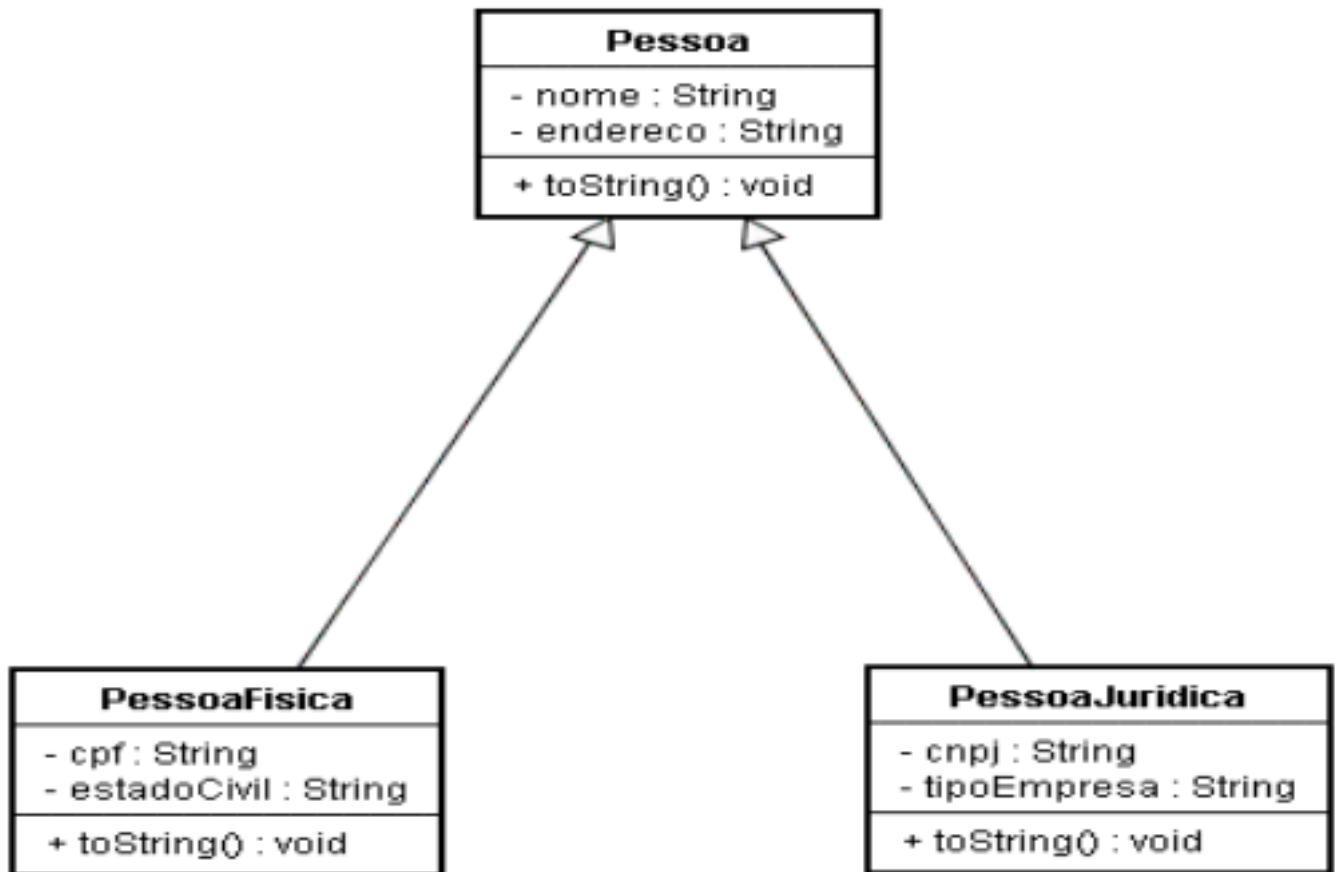 Pessoa
- nome : String
- endereco : String
+ toString() : void
PessoaFisica
- cpf : String
- estadoCivil : String
+ toString() : void
PessoaJuridica
- cnpj : String
- tipoEmpresa : String
+ toString() : void